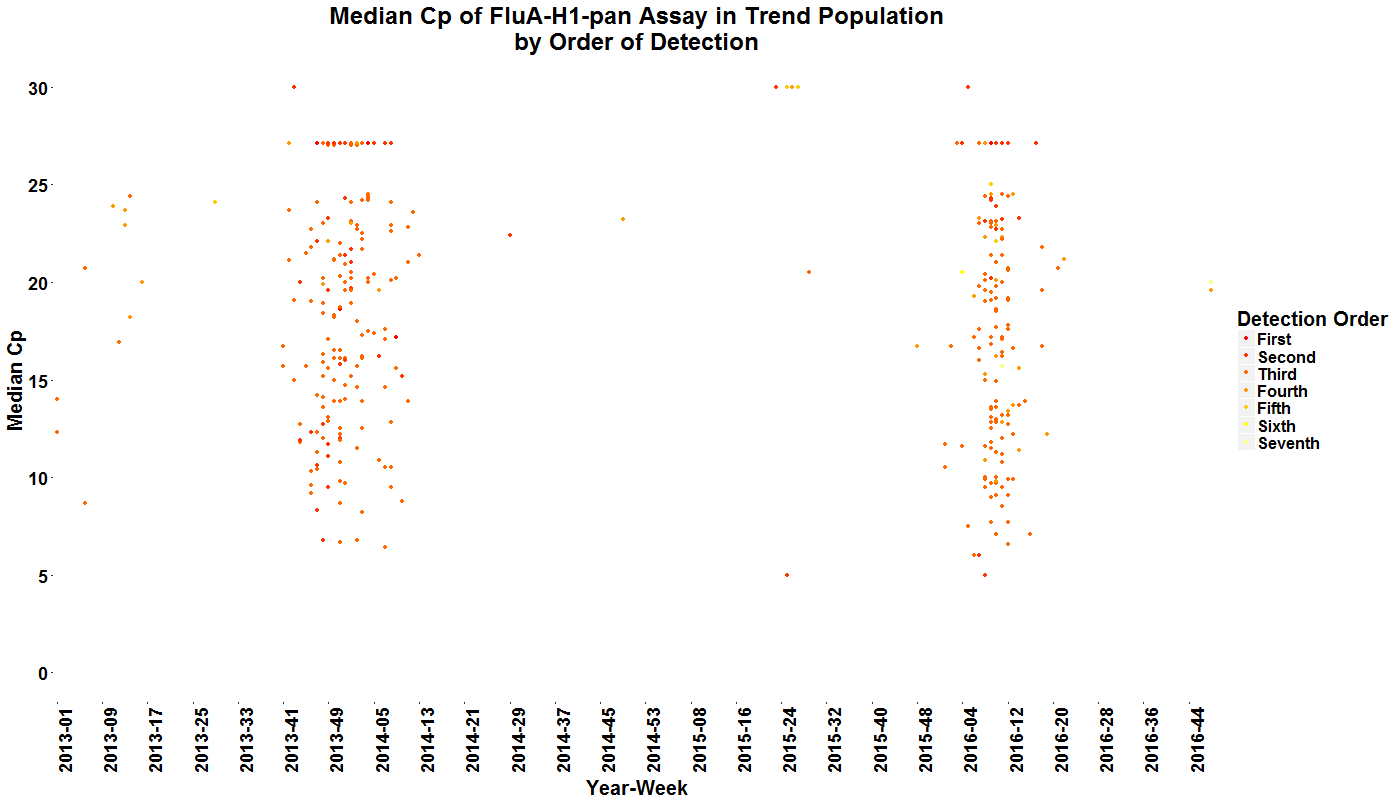 Median Cp of FluA-H1-pan Assay in Trend Population
by Order of Detection
Median Cp
30
25
20
15
10
5
0
2013-01
2013-09
2013-17
2013-25
2013-33
2013-41
2013-49
2014-05
2014-13
2014-21
2014-29
2014-37
2014-45
2014-53
2015-08
2015-16
2015-24
2015-32
2015-40
2015-48
2016-04
2016-12
2016-20
2016-28
2016-36
2016-44
Year-Week
Detection Order
First
Second
Third
Fourth
Fifth
Sixth
Seventh